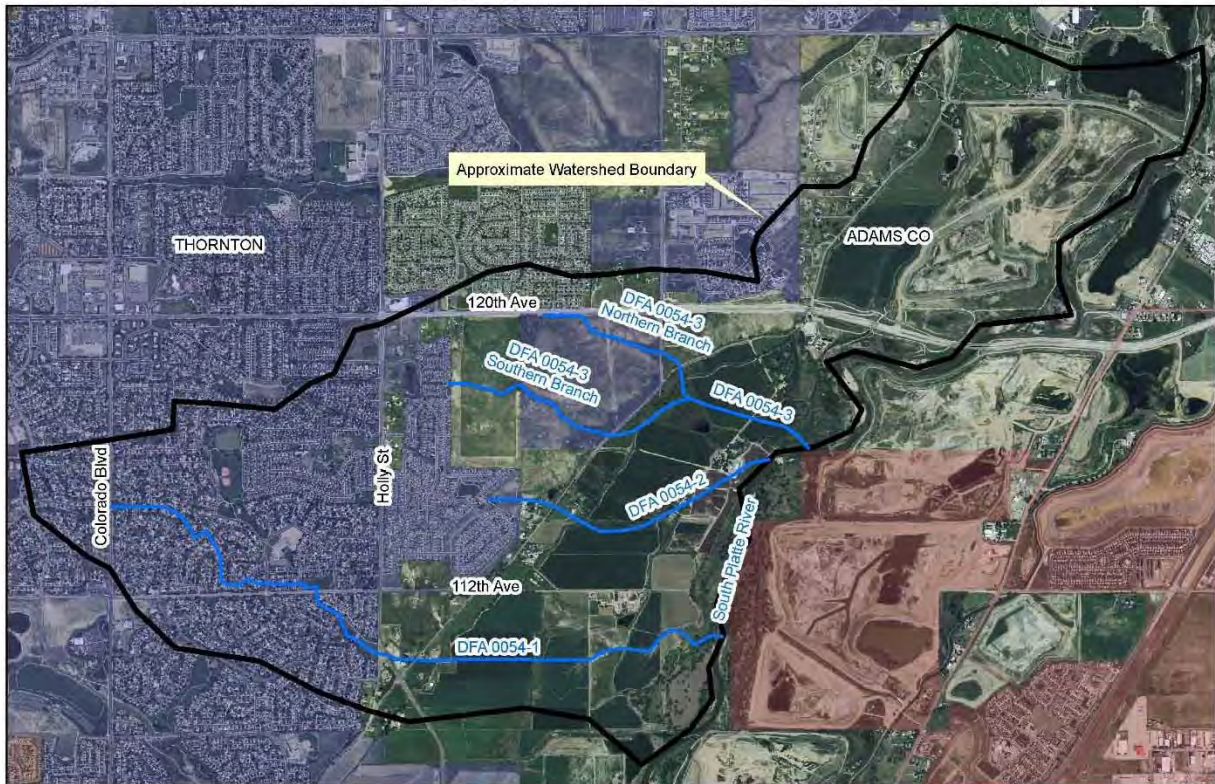 Approximate Watershed Boundary
THORNTON
ADAMS CO
120th Ave
DFA 0054-3
Northern Branch
DFA 0054-3
Southern Branch
DFA 0054-3
Colorado Blvd
Holly St
DFA 0054-2
South Platte River
112th Ave
DFA 0054-1